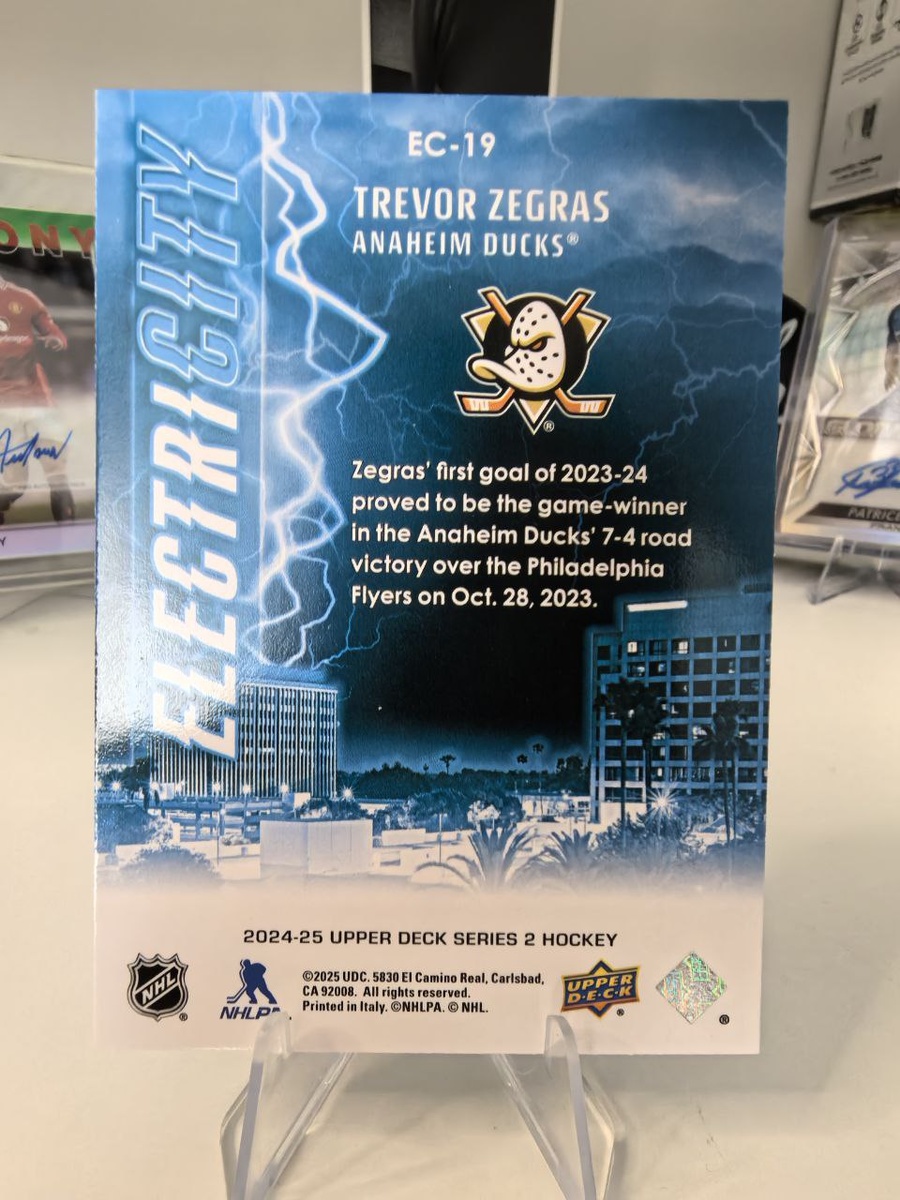 EC-19
TREVOR ZEGRAS
ANAHEIM DUCKS®
ELECTRICITY
Zegras' first goal of 2023-24
proved to be the game-winner
in the Anaheim Ducks' 7-4 road
victory over the Philadelphia
Flyers on Oct. 28, 2023.
2024-25 UPPER DECK SERIES 2 HOCKEY
NHL
®
NHLPA
©2025 UDC. 5830 El Camino Real, Carlsbad,
CA 92008. All rights reserved.
Printed in Italy. ©NHLPA. © NHL.
UPPER
D·E·C·K
®
®
ONY
Y
PATRIC